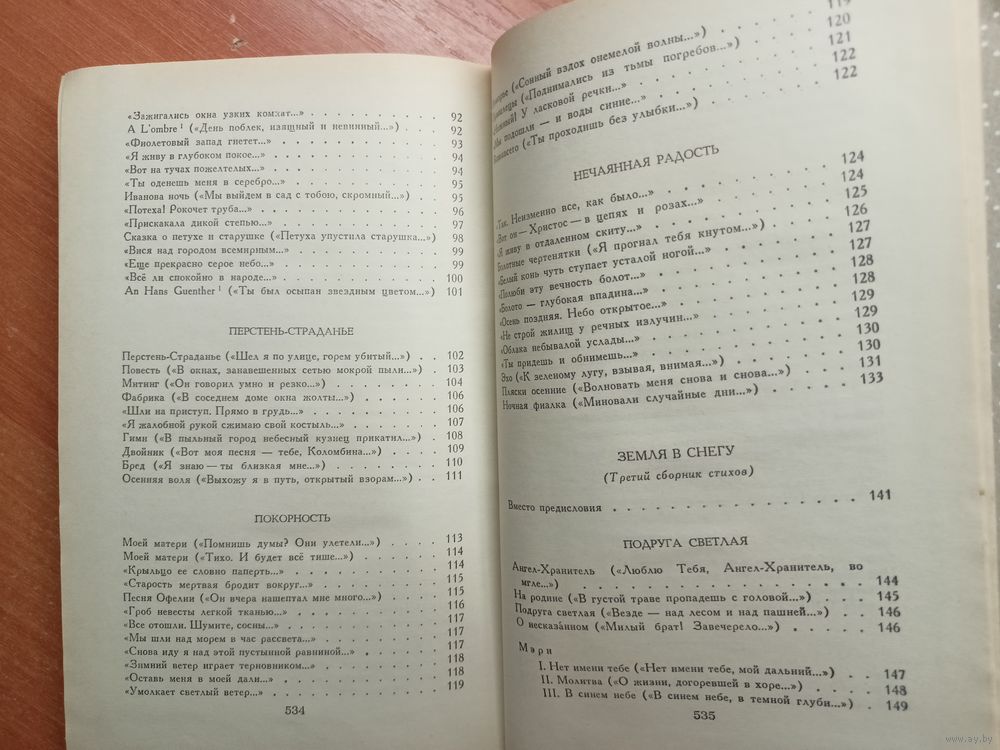 «Зажигались окна узких комнат...» 92
A L'ombre ¹ («День поблек, изящный и невинный...») 92
«Фиолетовый запад гнетет...» 93
«Я живу в глубоком покое...» 94
«Вот на тучах пожелтелых...» 94
«Ты оденешь меня в серебро...» 95
Иванова ночь («Мы выйдем в сад с тобою, скромный...») 95
«Потеха! Рокочет труба...» 96
«Прискакала дикой степью...» 97
Сказка о петухе и старушке («Петуха упустила старушка...») 98
«Вися над городом всемирным...» 99
«Еще прекрасно серое небо...» 99
«Всё ли спокойно в народе...» 100
An Hans Guenther ¹ («Ты был осыпан звездным цветом...») 101
ПЕРСТЕНЬ-СТРАДАНЬЕ
Перстень-Страданье («Шел я по улице, горем убитый...») 102
Повесть («В окнах, занавешенных сетью мокрой пыли...») 103
Митинг («Он говорил умно и резко...») 104
Фабрика («В соседнем доме окна жолты...») 106
«Шли на приступ. Прямо в грудь...» 106
«Я жалобной рукой сжимаю свой костыль...» 107
Гимн («В пыльный город небесный кузнец прикатил...») 108
Двойник («Вот моя песня — тебе, Коломбина...») 109
Бред («Я знаю — ты близкая мне...») 110
Осенняя воля («Выхожу я в путь, открытый взорам...») 111
ПОКОРНОСТЬ
Моей матери («Помнишь думы? Они улетели...») 113
Моей матери («Тихо. И будет всё тише...») 114
«Крыльцо ее словно паперть...» 114
«Старость мертвая бродит вокруг...» 115
Песня Офелии («Он вчера нашептал мне много...») 115
«Гроб невесты легкой тканью...» 116
«Все отошли. Шумите, сосны...» 117
«Мы шли над морем в час рассвета...» 117
«Снова иду я над этой пустынной равниной...» 117
«Зимний ветер играет терновником...» 118
«Оставь меня в моей дали...» 118
«Умолкает светлый ветер...» 119
534
119
(«Сонный вздох онемелой волны...») 120
(«Поднимались из тьмы погребов...») 121
У ласковой речки...» 122
подошли — и воды синие...» 122
(«Ты проходишь без улыбки...»)
НЕЧАЯННАЯ РАДОСТЬ
«Так. Неизменно все, как было...» 124
«Вот он — Христос — в цепях и розах...» 124
«Я живу в отдаленном скиту...» 125
Болотные чертенятки («Я прогнал тебя кнутом...») 126
«Белый конь чуть ступает усталой ногой...» 127
«Полюби эту вечность болот...» 127
«Болото — глубокая впадина...» 128
«Осень поздняя. Небо открытое...» 128
«Не строй жилищ у речных излучин...» 129
«Облака небывалой услады...» 129
«Ты придешь и обнимешь...» 130
Эхо («К зеленому лугу, взывая, внимая...») 130
Пляски осенние («Волновать меня снова и снова...») 131
Ночная фиалка («Миновали случайные дни...») 133
ЗЕМЛЯ В СНЕГУ
(Третий сборник стихов)
Вместо предисловия 141
ПОДРУГА СВЕТЛАЯ
Ангел-Хранитель («Люблю Тебя, Ангел-Хранитель, во
мгле...») 144
На родине («В густой траве пропадешь с головой...») 145
Подруга светлая («Везде — над лесом и над пашней...») 146
О несказанном («Милый брат! Завечерело...») 146
Мэри
I. Нет имени тебе («Нет имени тебе, мой дальний...») 147
II. Молитва («О жизни, догоревшей в хоре...») 148
III. В синем небе («В синем небе, в темной глуби...») 149
535
www.ay.by